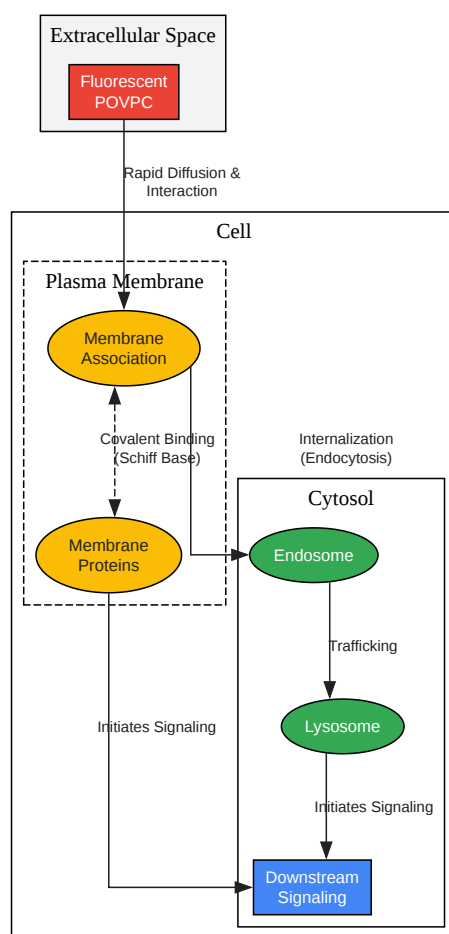 Extracellular Space
Fluorescent
POVPC
Rapid Diffusion &
Interaction
Cell
Plasma Membrane
Membrane
Association
Covalent Binding
(Schiff Base)
Internalization
(Endocytosis)
Cytosol
Membrane
Proteins
Endosome
Trafficking
Lysosome
Initiates Signaling
Initiates Signaling
Downstream
Signaling